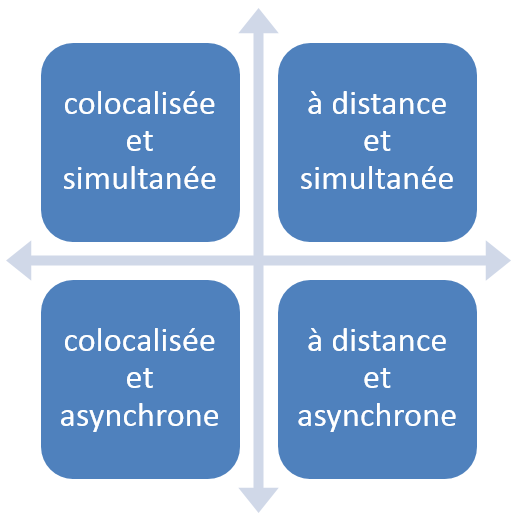 colocalisée
et
simultanée
à distance
et
simultanée
colocalisée
et
asynchrone
à distance
et
asynchrone